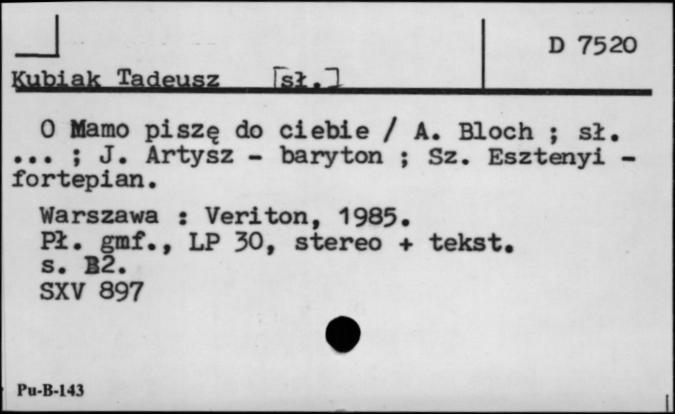 D 7520
Kubiak Tadeusz [sł.]
O Mamo piszę do ciebie / A. Bloch ; sł.
... ; J. Artysz - baryton ; Sz. Esztenyi -
fortepian.
Warszawa : Veriton, 1985.
Pł. gmf., LP 30, stereo + tekst.
s. B2.
SXV 897
Pu-B-143